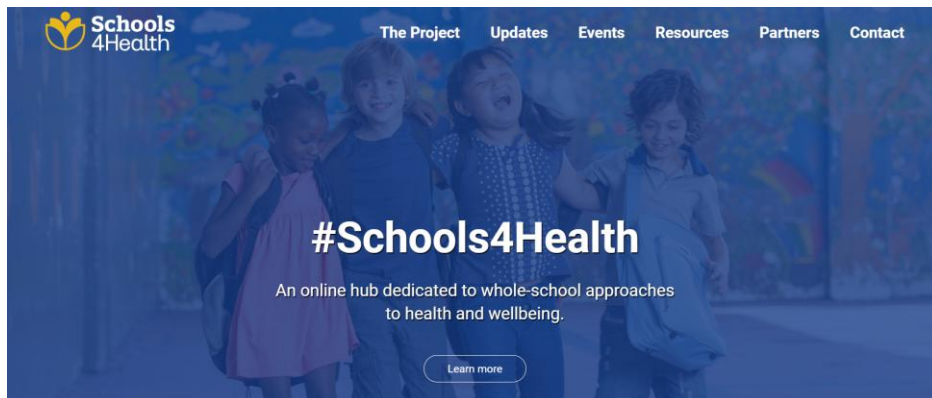 Schools
4Health
The Project
Updates
Events
Resources
Partners
Contact
#Schools4Health
An online hub dedicated to whole-school approaches
to health and wellbeing.
Learn more